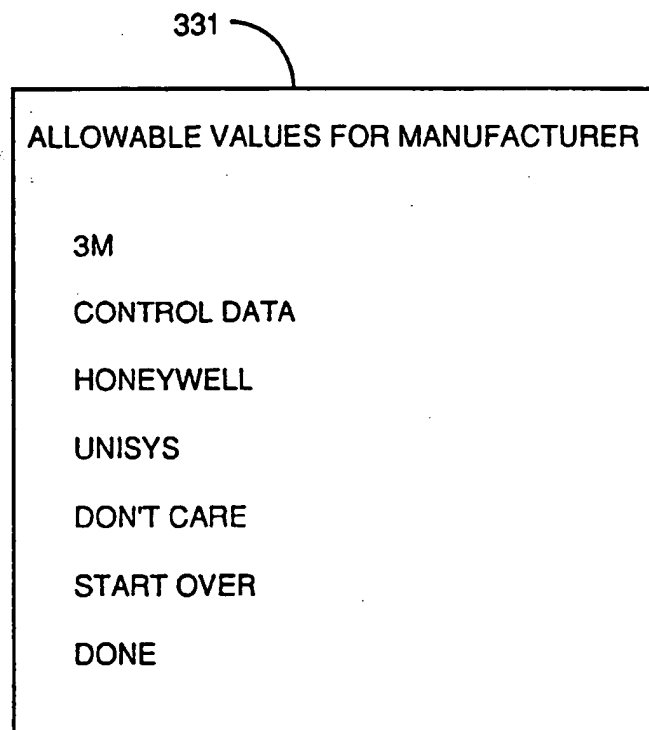 331
ALLOWABLE VALUES FOR MANUFACTURER
3M
CONTROL DATA
HONEYWELL
UNISYS
DON'T CARE
START OVER
DONE